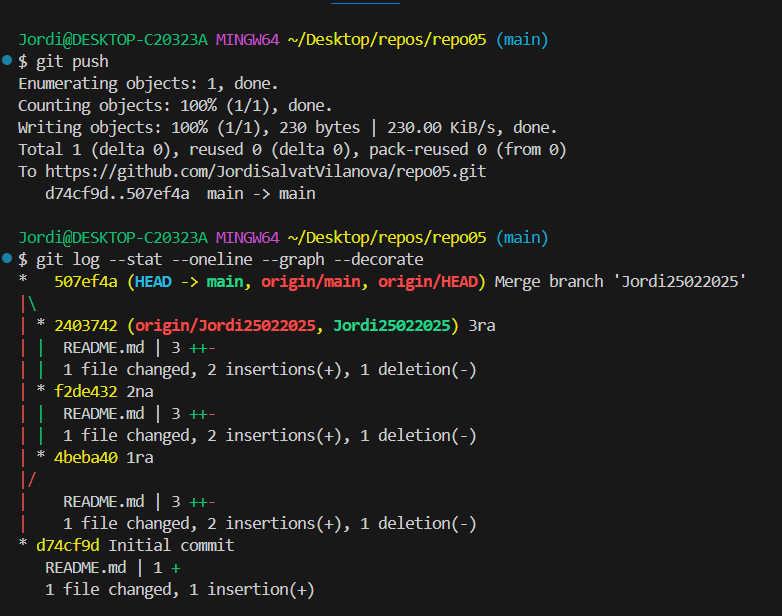 Jordi@DESKTOP-C20323A MINGW64 ~/Desktop/repos/repo05 (main)
$ git push
Enumerating objects: 1, done.
Counting objects: 100% (1/1), done.
Writing objects: 100% (1/1), 230 bytes | 230.00 KiB/s, done.
Total 1 (delta 0), reused 0 (delta 0), pack-reused 0 (from 0)
To https://github.com/JordiSalvatVilanova/repo05.git
   d74cf9d..507ef4a  main -> main

Jordi@DESKTOP-C20323A MINGW64 ~/Desktop/repos/repo05 (main)
$ git log --stat --oneline --graph --decorate
*   507ef4a (HEAD -> main, origin/main, origin/HEAD) Merge branch 'Jordi25022025'
|\
| * 2403742 (origin/Jordi25022025, Jordi25022025) 3ra
| |  README.md | 3 ++-
| |  1 file changed, 2 insertions(+), 1 deletion(-)
| * f2de432 2na
| |  README.md | 3 ++-
| |  1 file changed, 2 insertions(+), 1 deletion(-)
| * 4beba40 1ra
|/
|    README.md | 3 ++-
|    1 file changed, 2 insertions(+), 1 deletion(-)
* d74cf9d Initial commit
   README.md | 1 +
   1 file changed, 1 insertion(+)